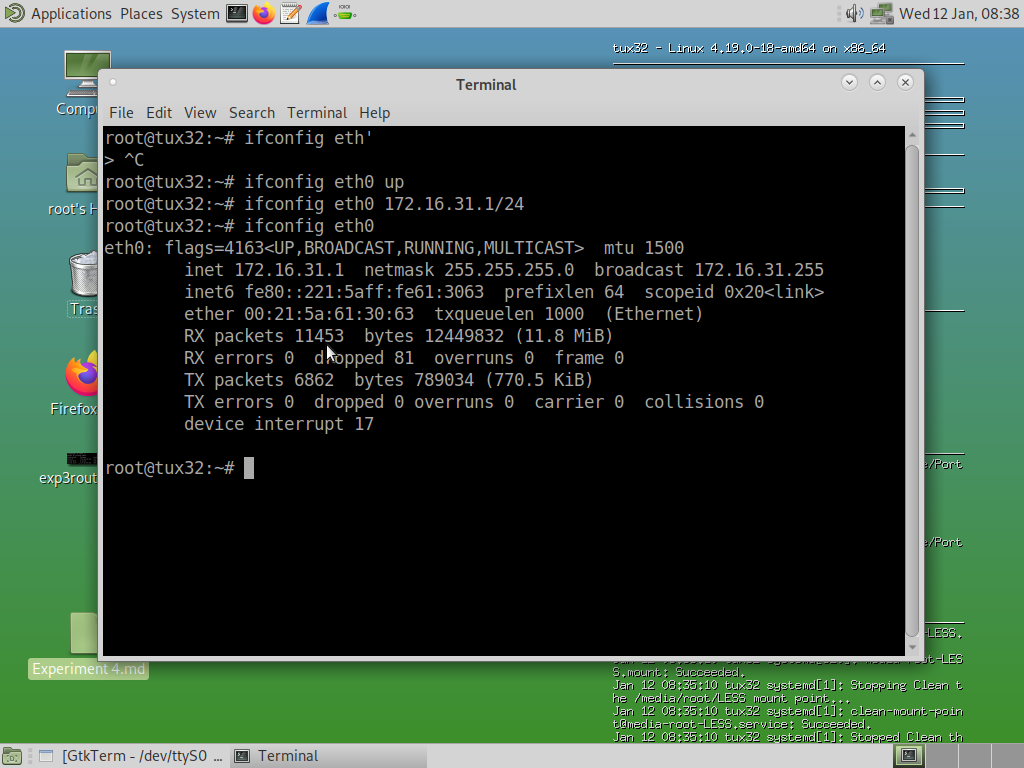 Applications Places System Wed 12 Jan, 08:38
tux32 - Linux 4.19.0-18-amd64 on x86_64
Terminal
File Edit View Search Terminal Help
root@tux32:~# ifconfig eth'
> ^C
root@tux32:~# ifconfig eth0 up
root@tux32:~# ifconfig eth0 172.16.31.1/24
root@tux32:~# ifconfig eth0
eth0: flags=4163<UP,BROADCAST,RUNNING,MULTICAST>  mtu 1500
inet 172.16.31.1  netmask 255.255.255.0  broadcast 172.16.31.255
inet6 fe80::221:5aff:fe61:3063  prefixlen 64  scopeid 0x20<link>
ether 00:21:5a:61:30:63  txqueuelen 1000  (Ethernet)
RX packets 11453  bytes 12449832 (11.8 MiB)
RX errors 0  dropped 81  overruns 0  frame 0
TX packets 6862  bytes 789034 (770.5 KiB)
TX errors 0  dropped 0 overruns 0  carrier 0  collisions 0
device interrupt 17
root@tux32:~#
Compu
root's H
Tras
Firefox
exp3rout
Experiment 4.md
e/Port
e/Port
-LESS.
S.mount: Succeeded.
Jan 12 08:35:10 tux32 systemd[1]: Stopping Clean t
he /media/root/LESS mount point...
Jan 12 08:35:10 tux32 systemd[1]: clean-mount-poin
t@media-root-LESS.service: Succeeded.
Jan 12 08:35:10 tux32 systemd[1]: Stopped Clean th
[GtkTerm - /dev/ttyS0 ... Terminal